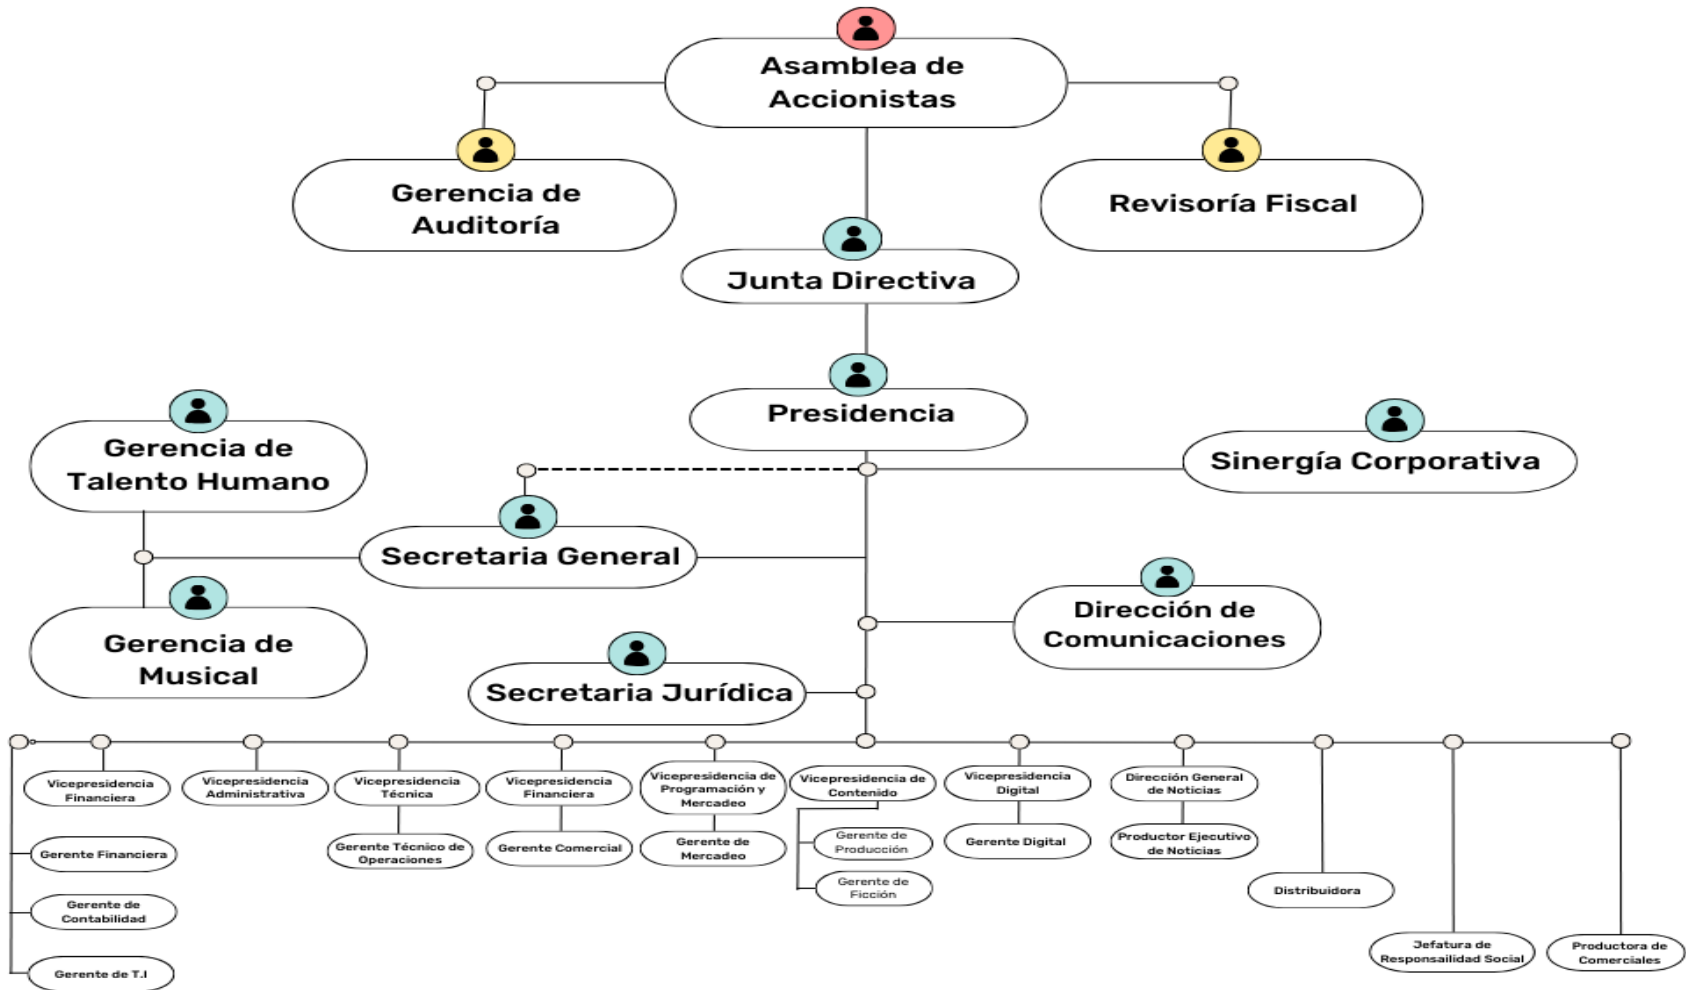 Asamblea de
Accionistas
Gerencia de
Auditoría
Revisoría Fiscal
Junta Directiva
Presidencia
Gerencia de
Talento Humano
Sinergía Corporativa
Secretaria General
Dirección de
Comunicaciones
Gerencia de
Musical
Secretaria Jurídica
Vicepresidencia
Financiera
Vicepresidencia
Administrativa
Vicepresidencia
Técnica
Vicepresidencia
Financiera
Vicepresidencia de
Programación y
Mercadeo
Vicepresidencia de
Contenido
Vicepresidencia
Digital
Dirección General
de Noticias
Gerente Financiera
Gerente Técnico de
Operaciones
Gerente Comercial
Gerente de
Mercadeo
Gerente de
Producción
Gerente Digital
Productor Ejecutivo
de Noticias
Gerente de
Ficción
Distribuidora
Gerente de
Contabilidad
Jefatura de
Responsailidad Social
Productora de
Comerciales
Gerente de T.I